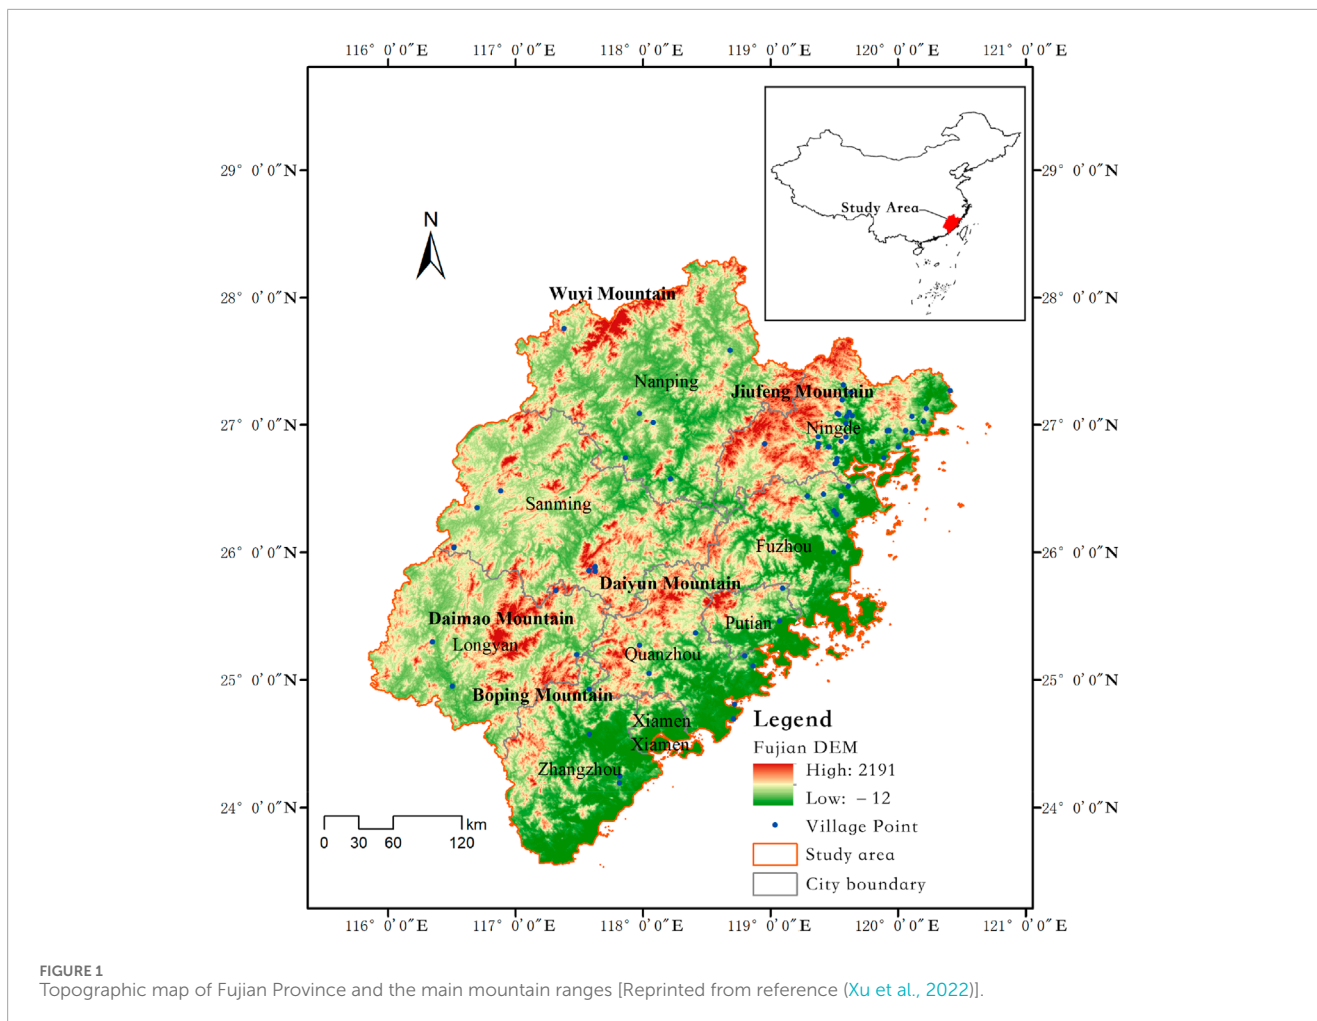 116° 0′0″E 117° 0′0″E 118° 0′0″E 119° 0′0″E 120° 0′0″E 121° 0′0″E
29° 0′0″N 29° 0′0″N
Study Area
N
28° 0′0″N 28° 0′0″N
Wuyi Mountain
Nanping
Jiufeng Mountain
27° 0′0″N 27° 0′0″N
Ningde
Sanming
26° 0′0″N 26° 0′0″N
Fuzhou
Daiyun Mountain
Daimao Mountain
Putian
Longyan
Quanzhou
25° 0′0″N 25° 0′0″N
Boping Mountain
Xiamen
Xiamen
Zhangzhou
24° 0′0″N 24° 0′0″N
Legend
Fujian DEM
High: 2191
Low: －12
Village Point
Study area
City boundary
km
0 30 60 120
116° 0′0″E 117° 0′0″E 118° 0′0″E 119° 0′0″E 120° 0′0″E 121° 0′0″E
FIGURE 1
Topographic map of Fujian Province and the main mountain ranges [Reprinted from reference (Xu et al., 2022)].